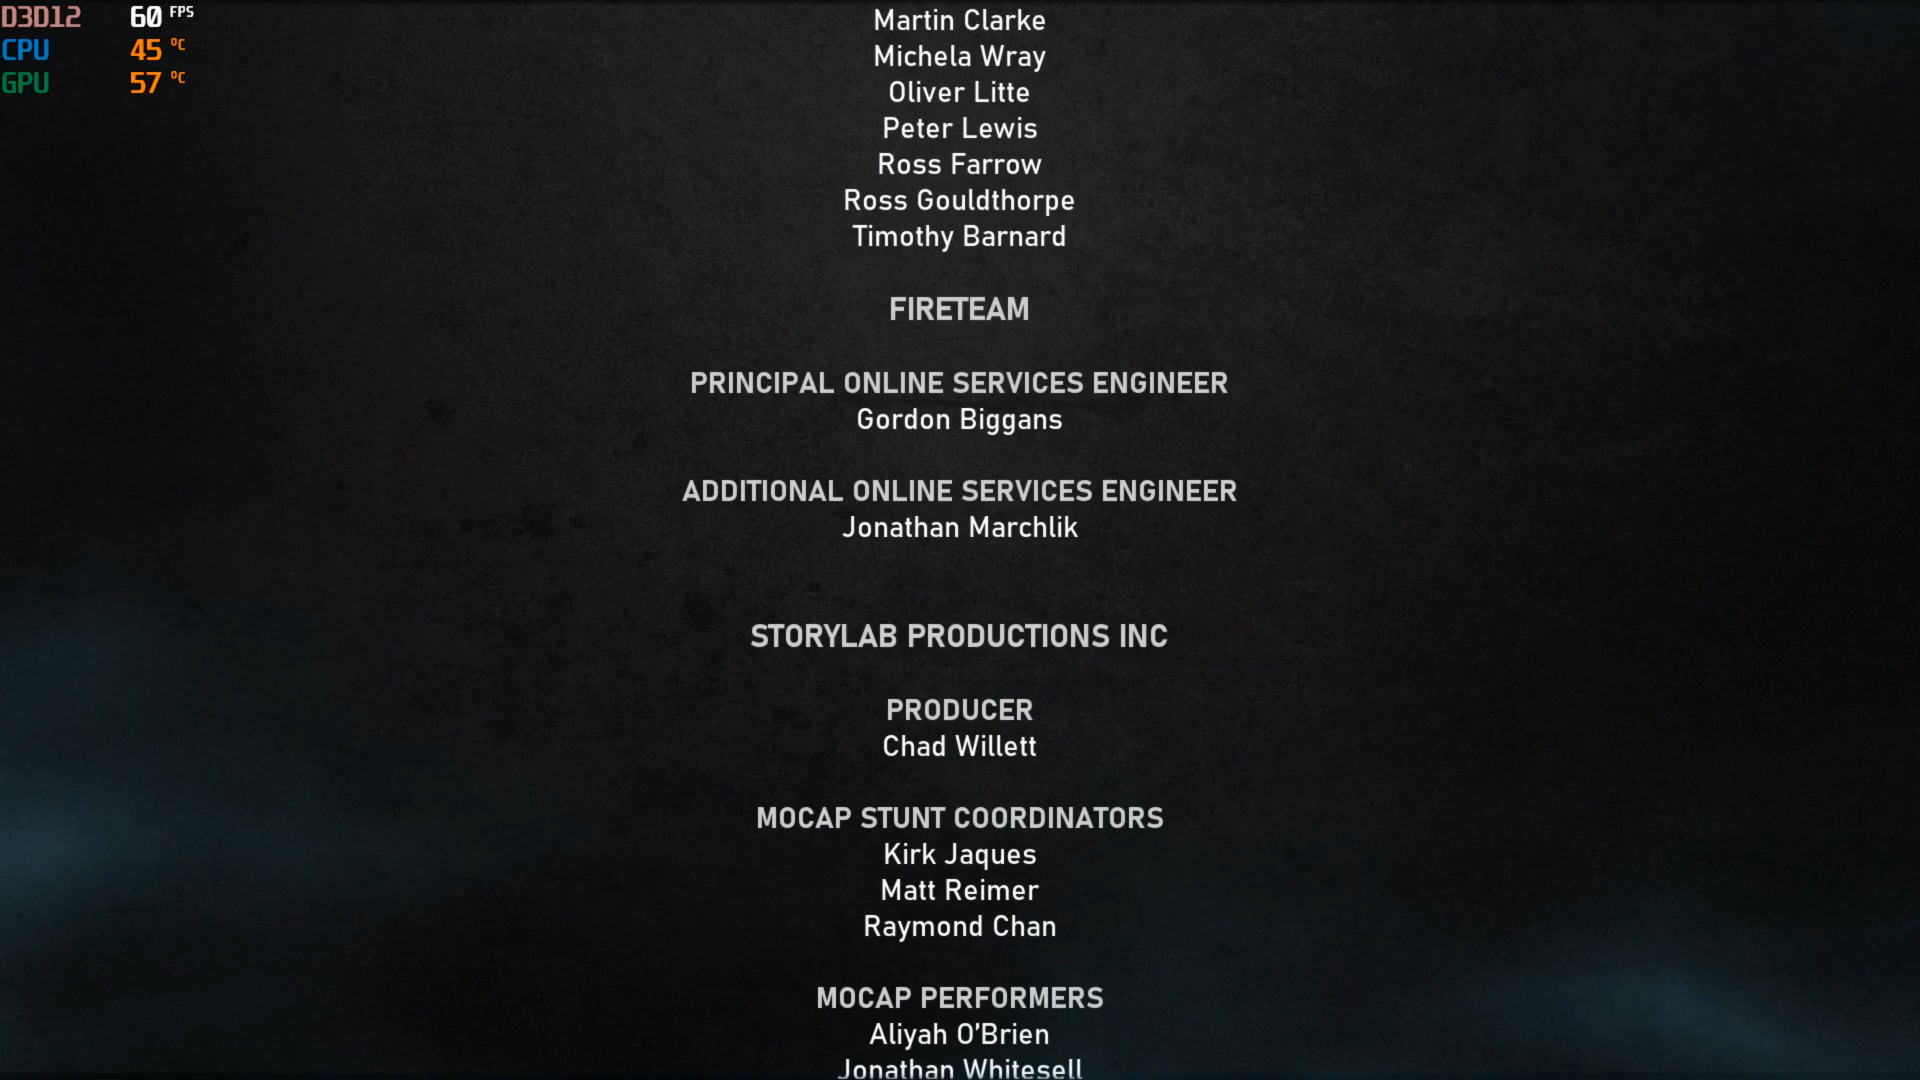 D3D12 60 FPS
CPU 45 °C
GPU 57 °C
Martin Clarke
Michela Wray
Oliver Litte
Peter Lewis
Ross Farrow
Ross Gouldthorpe
Timothy Barnard
FIRETEAM
PRINCIPAL ONLINE SERVICES ENGINEER
Gordon Biggans
ADDITIONAL ONLINE SERVICES ENGINEER
Jonathan Marchlik
STORYLAB PRODUCTIONS INC
PRODUCER
Chad Willett
MOCAP STUNT COORDINATORS
Kirk Jaques
Matt Reimer
Raymond Chan
MOCAP PERFORMERS
Aliyah O'Brien
Jonathan Whitesell